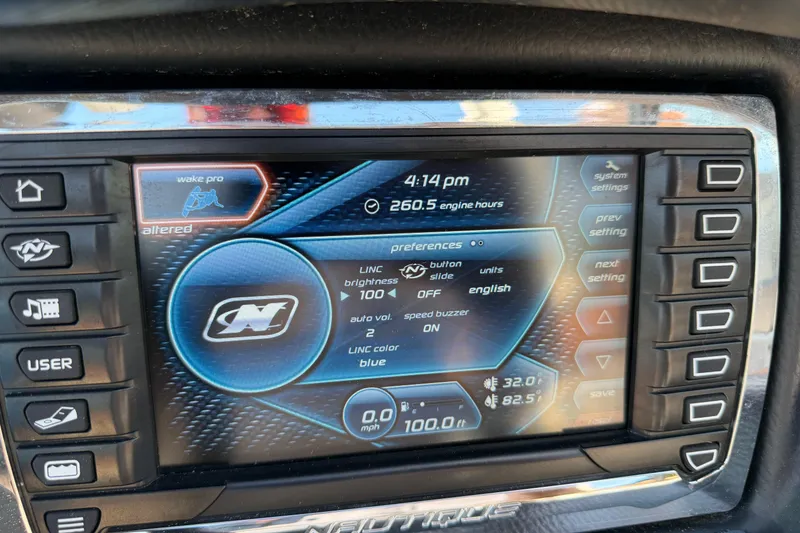 wake pro
altered
4:14 pm
260.5 engine hours
system
settings
prev
setting
next
setting
save
preferences
LINC
brightness
100
button
slide
OFF
units
english
auto vol.
2
speed buzzer
ON
LINC color
blue
0.0
mph
E F
100.0 ft
32.0 F
82.5 F
USER
NAUTIQUE